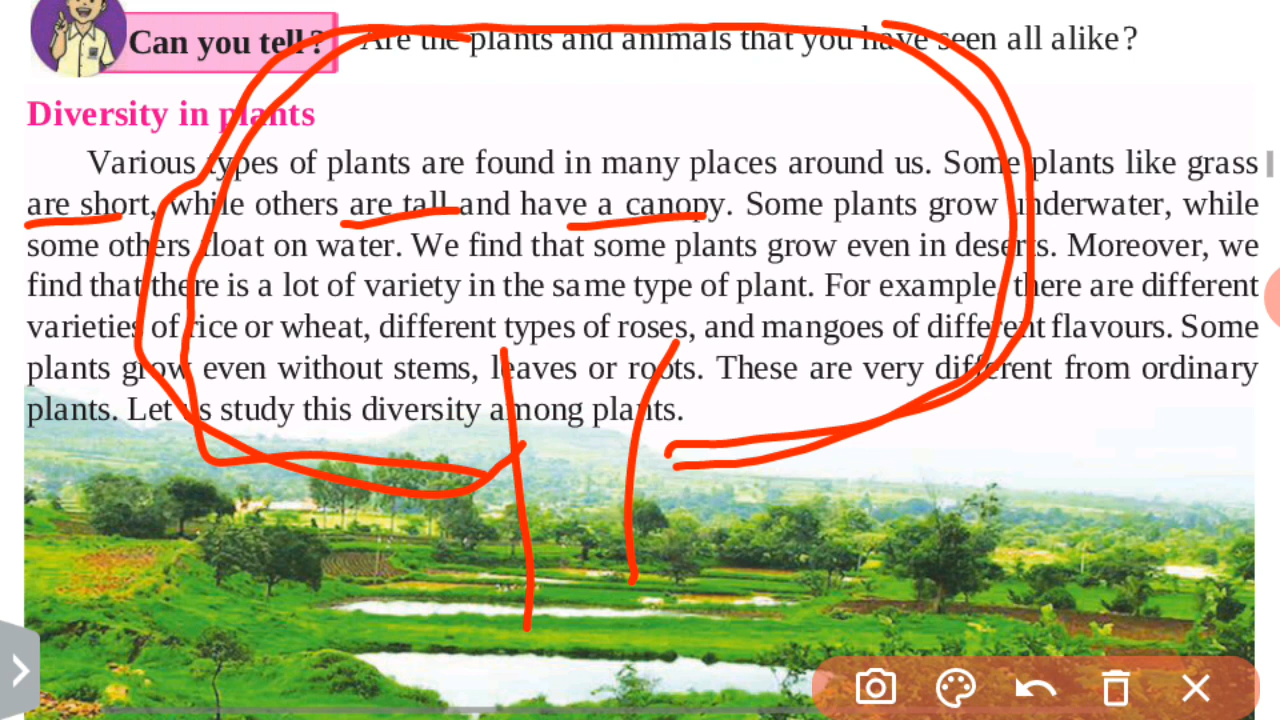 Can you tell? Are the plants and animals that you have seen all alike?
Diversity in plants
Various types of plants are found in many places around us. Some plants like grass
are short, while others are tall and have a canopy. Some plants grow underwater, while
some others float on water. We find that some plants grow even in deserts. Moreover, we
find that there is a lot of variety in the same type of plant. For example, there are different
varieties of rice or wheat, different types of roses, and mangoes of different flavours. Some
plants grow even without stems, leaves or roots. These are very different from ordinary
plants. Let us study this diversity among plants.